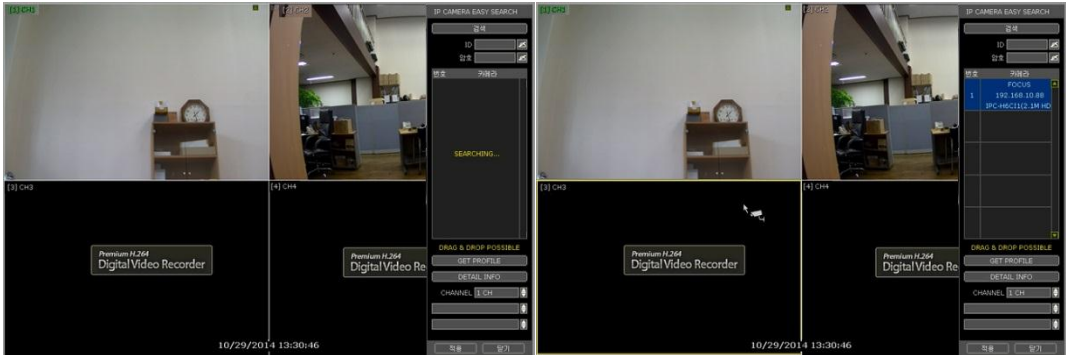 [1] CH1
[2] CH2
IP CAMERA EASY SEARCH
검색
ID
암호
번호 카메라
SEARCHING...
[3] CH3
[4] CH4
Premium H.264
Digital Video Recorder
Premium H.264
Digital Video Re
DRAG & DROP POSSIBLE
GET PROFILE
DETAIL INFO
CHANNEL 1 CH
10/29/2014 13:30:46
적용 닫기
[1] CH1
[2] CH2
IP CAMERA EASY SEARCH
검색
ID
암호
번호 카메라
FOCUS
1 192.168.10.88
IPC-H6CI1(2.1M HD
[3] CH3
[4] CH4
Premium H.264
Digital Video Recorder
Premium H.264
Digital Video Re
DRAG & DROP POSSIBLE
GET PROFILE
DETAIL INFO
CHANNEL 1 CH
10/29/2014 13:30:46
적용 닫기